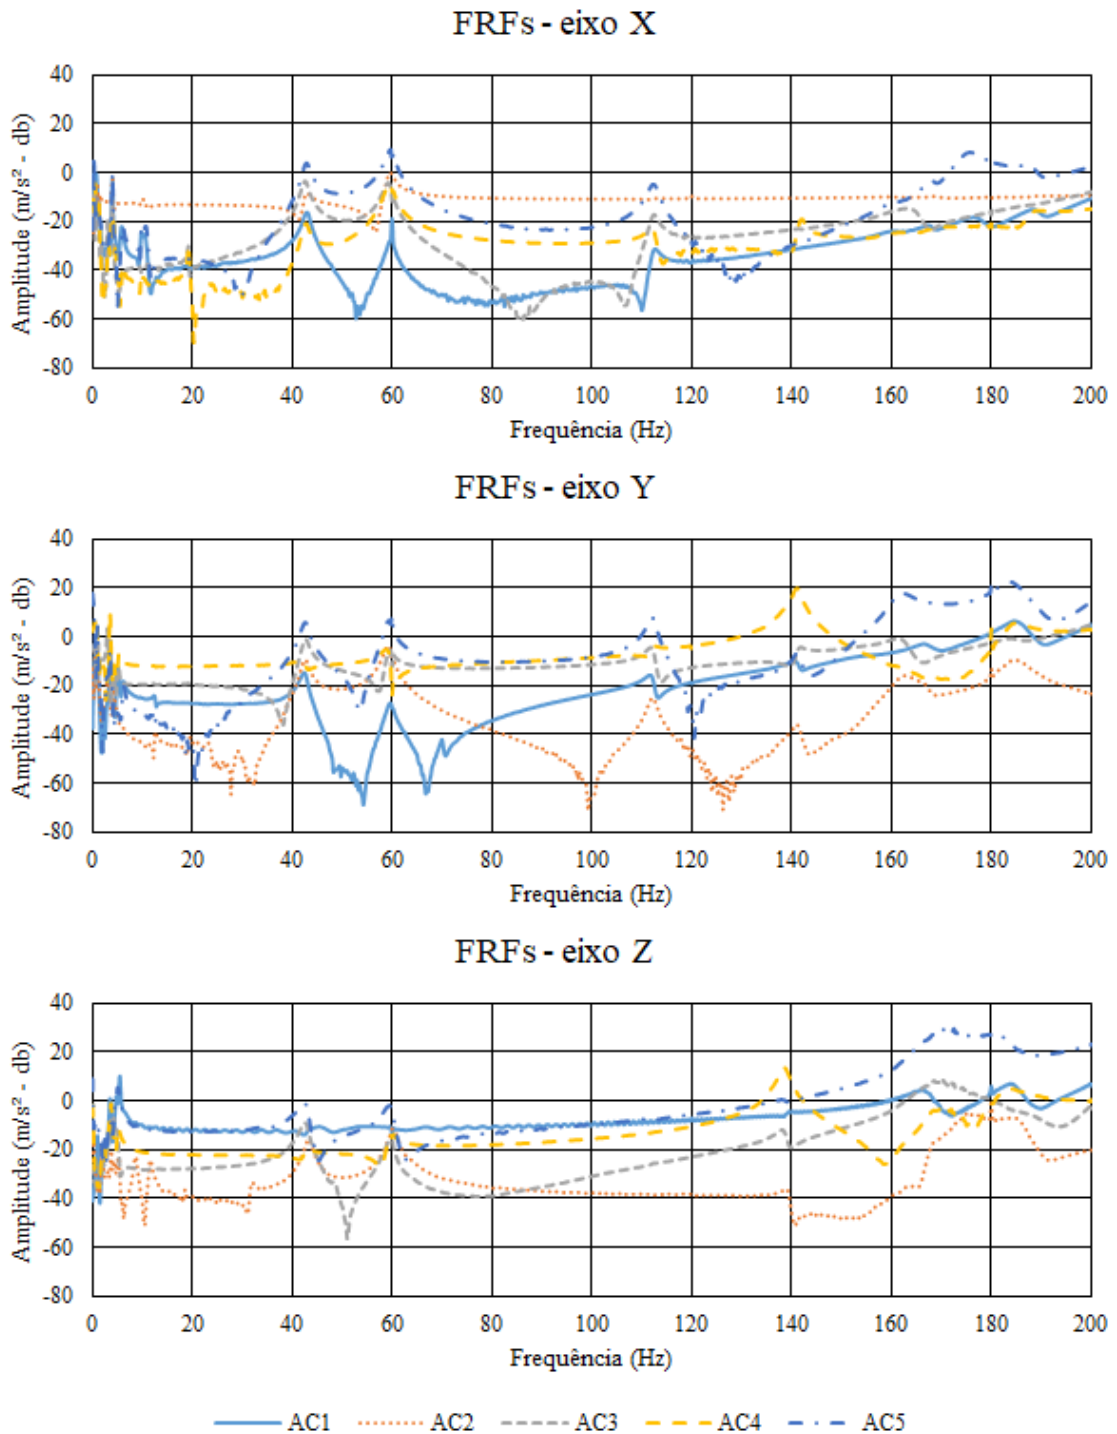 FRFs - eixo X
Amplitude (m/s² - db)
40
20
0
-20
-40
-60
-80
0 20 40 60 80 100 120 140 160 180 200
Frequência (Hz)
FRFs - eixo Y
Amplitude (m/s² - db)
40
20
0
-20
-40
-60
-80
0 20 40 60 80 100 120 140 160 180 200
Frequência (Hz)
FRFs - eixo Z
Amplitude (m/s² - db)
40
20
0
-20
-40
-60
-80
0 20 40 60 80 100 120 140 160 180 200
Frequência (Hz)
AC1 AC2 AC3 AC4 AC5